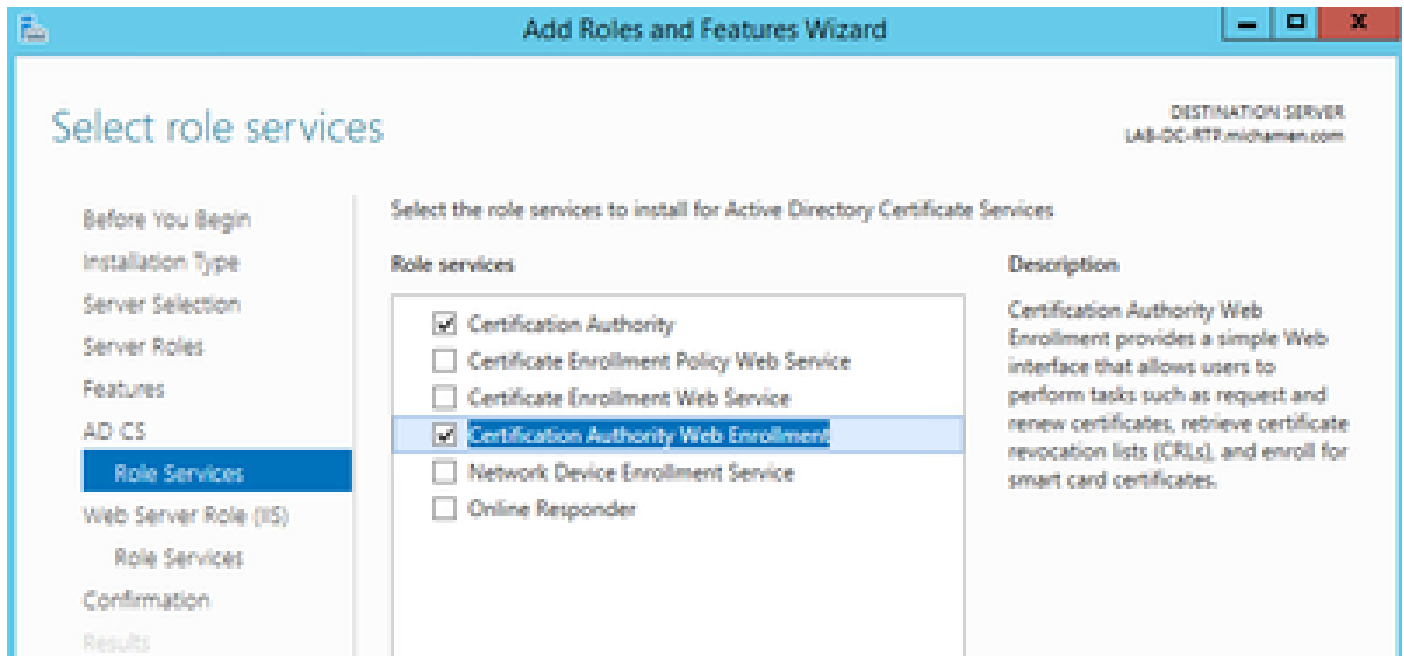 Add Roles and Features Wizard
Select role services
DESTINATION SERVER
LAB-DC-RTP.michamen.com
Before You Begin
Installation Type
Server Selection
Server Roles
Features
AD CS
Role Services
Web Server Role (IIS)
Role Services
Confirmation
Results
Select the role services to install for Active Directory Certificate Services
Role services
Certification Authority
Certificate Enrollment Policy Web Service
Certificate Enrollment Web Service
Certification Authority Web Enrollment
Network Device Enrollment Service
Online Responder
Description
Certification Authority Web
Enrollment provides a simple Web
interface that allows users to
perform tasks such as request and
renew certificates, retrieve certificate
revocation lists (CRLs), and enroll for
smart card certificates.